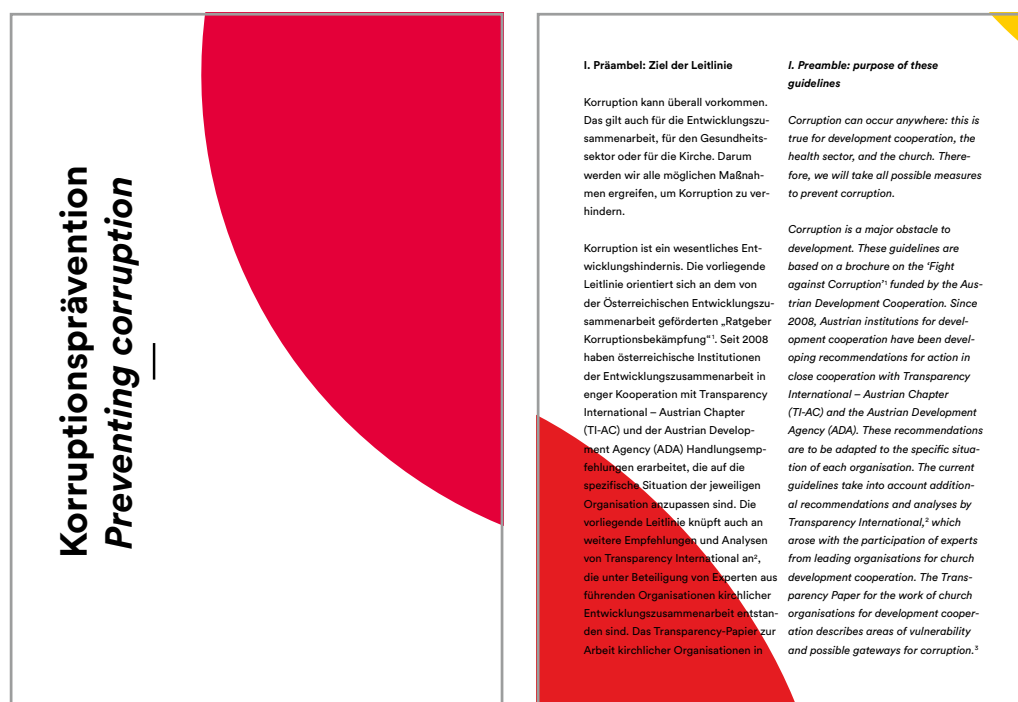 Korruptionsprävention
Preventing corruption
I. Präambel: Ziel der Leitlinie
Korruption kann überall vorkommen.
Das gilt auch für die Entwicklungszu-
sammenarbeit, für den Gesundheits-
sektor oder für die Kirche. Darum
werden wir alle möglichen Maßnah-
men ergreifen, um Korruption zu ver-
hindern.
Korruption ist ein wesentliches Ent-
wicklungshindernis. Die vorliegende
Leitlinie orientiert sich an dem von
der Österreichischen Entwicklungszu-
sammenarbeit geförderten „Ratgeber
Korruptionsbekämpfung“¹. Seit 2008
haben österreichische Institutionen
der Entwicklungszusammenarbeit in
enger Kooperation mit Transparency
International – Austrian Chapter
(TI-AC) und der Austrian Develop-
ment Agency (ADA) Handlungsemp-
fehlungen erarbeitet, die auf die
spezifische Situation der jeweiligen
Organisation anzupassen sind. Die
vorliegende Leitlinie knüpft auch an
weitere Empfehlungen und Analysen
von Transparency International an²,
die unter Beteiligung von Experten aus
führenden Organisationen kirchlicher
Entwicklungszusammenarbeit entstan-
den sind. Das Transparency-Papier zur
Arbeit kirchlicher Organisationen in
I. Preamble: purpose of these
guidelines
Corruption can occur anywhere: this is
true for development cooperation, the
health sector, and the church. There-
fore, we will take all possible measures
to prevent corruption.
Corruption is a major obstacle to
development. These guidelines are
based on a brochure on the ‘Fight
against Corruption’¹ funded by the Aus-
trian Development Cooperation. Since
2008, Austrian institutions for devel-
opment cooperation have been devel-
oping recommendations for action in
close cooperation with Transparency
International – Austrian Chapter
(TI-AC) and the Austrian Development
Agency (ADA). These recommendations
are to be adapted to the specific situa-
tion of each organisation. The current
guidelines take into account addition-
al recommendations and analyses by
Transparency International,² which
arose with the participation of experts
from leading organisations for church
development cooperation. The Trans-
parency Paper for the work of church
organisations for development cooper-
ation describes areas of vulnerability
and possible gateways for corruption.³